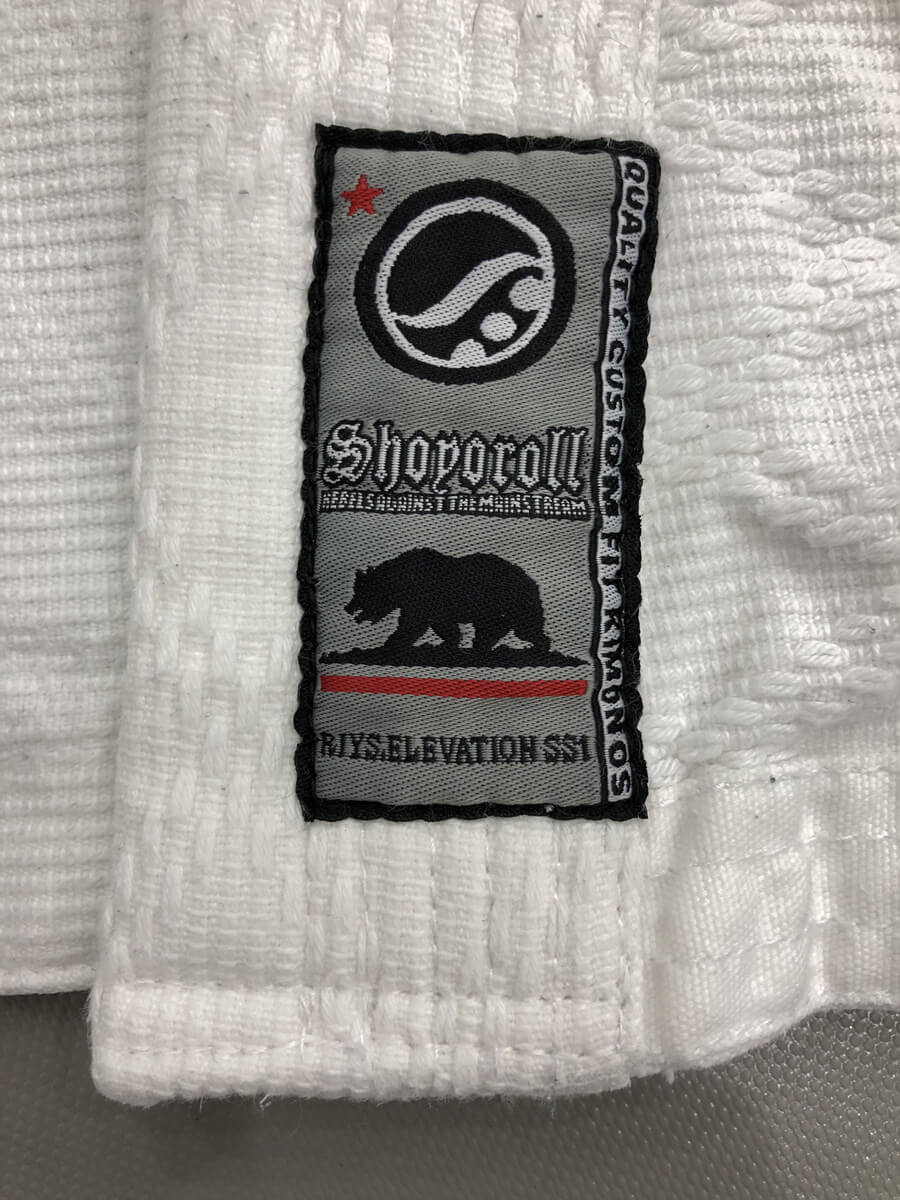 Shoyoroll
REBELS AGAINST THE MAINSTREAM
RJYS.ELEVATION SS1
QUALITY CUSTOM FIT KIMONOS